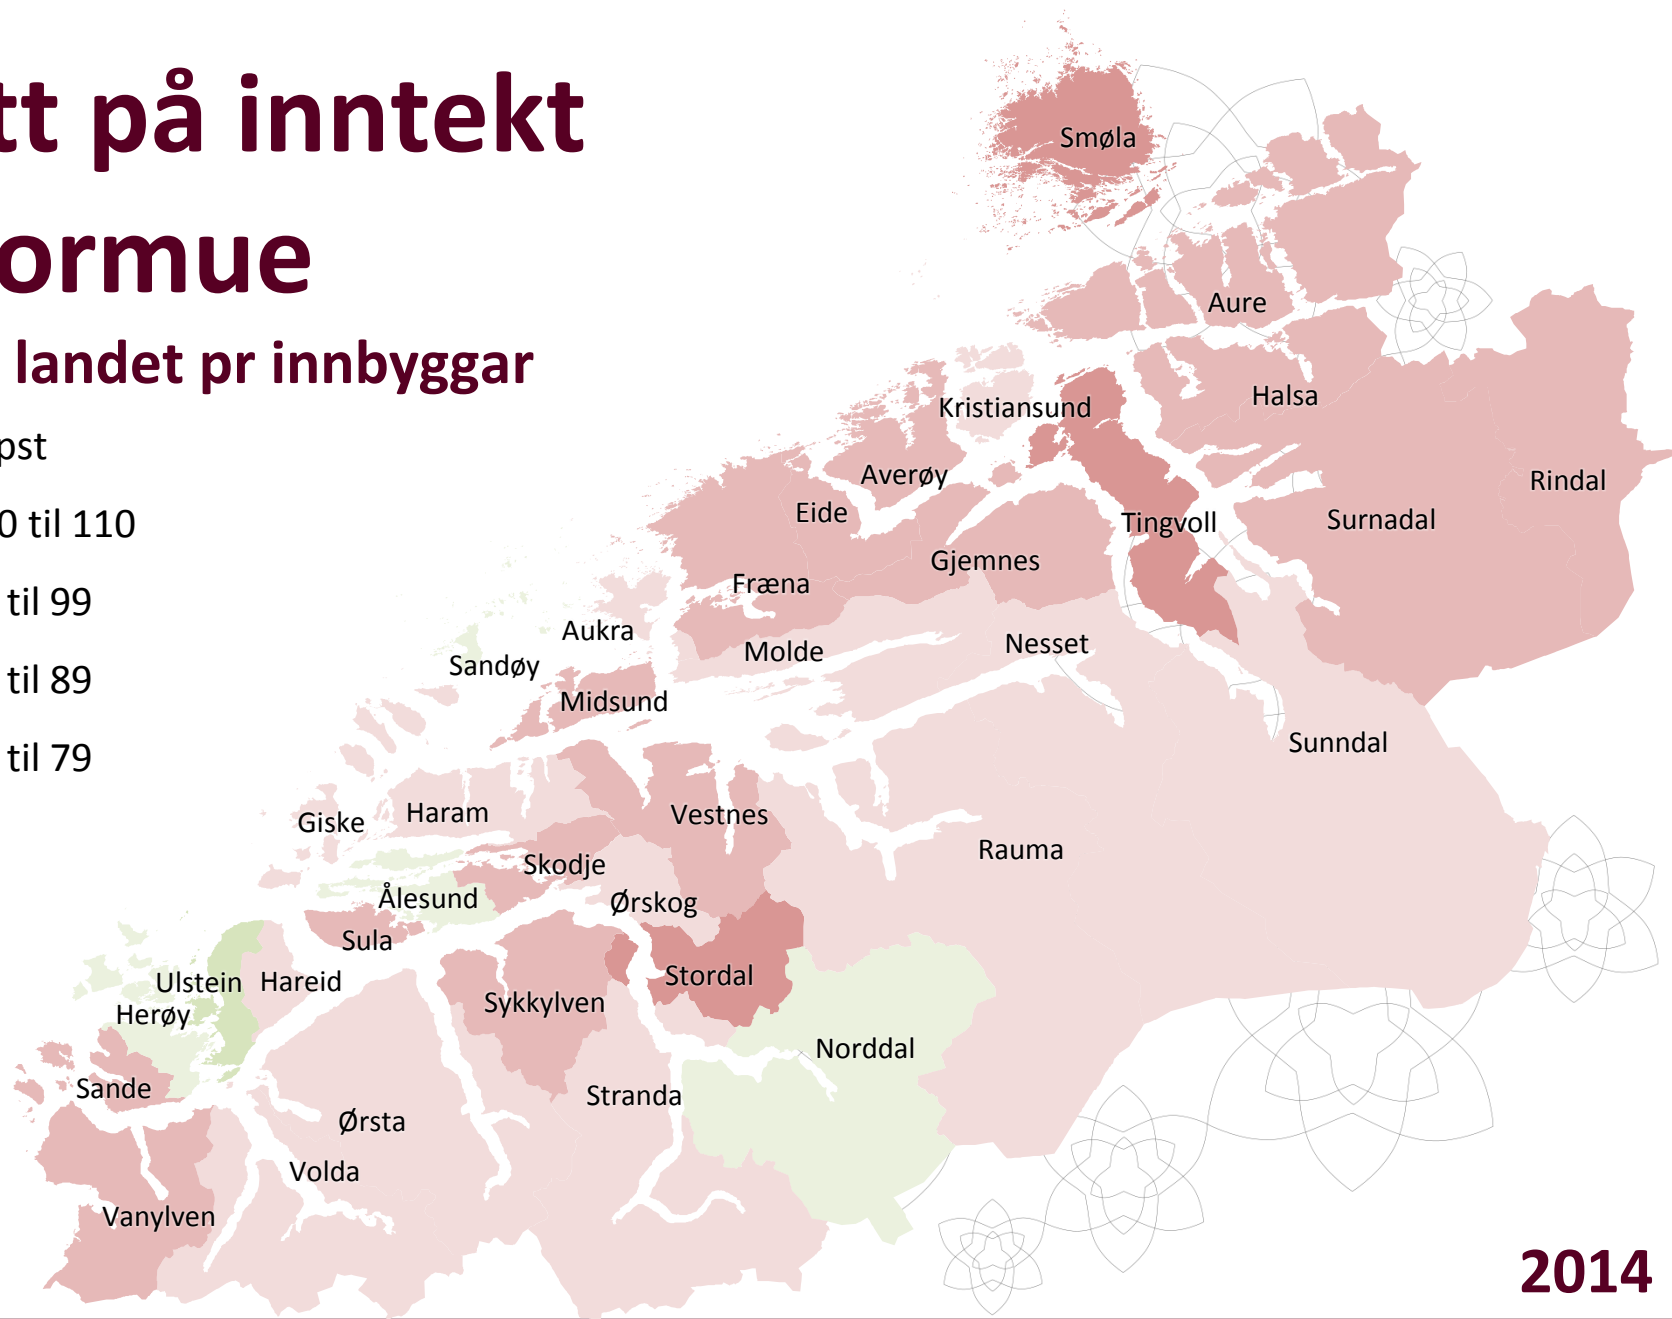 tt på inntekt
ormue
landet pr innbyggar
pst
0 til 110
til 99
til 89
til 79
Smøla
Aure
Halsa
Kristiansund
Averøy
Rindal
Eide
Surnadal
Tingvoll
Gjemnes
Fræna
Aukra
Nesset
Molde
Sandøy
Midsund
Sunndal
Haram
Vestnes
Giske
Rauma
Skodje
Ålesund
Ørskog
Sula
Stordal
Ulstein
Hareid
Sykkylven
Herøy
Norddal
Sande
Stranda
Ørsta
Volda
Vanylven
2014